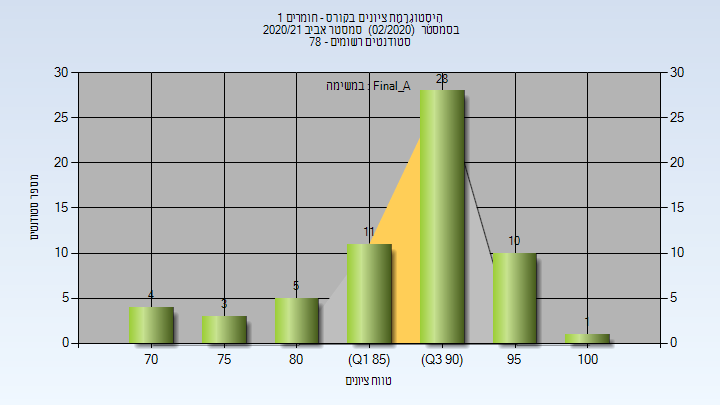 היסטוגרמת ציונים בקורס - חומרים 1
בסמסטר (02/2020) סמסטר אביב 2020/21
סטודנטים רשומים - 78
במשימה : Final_A
מספר סטודנטים
30 25 20 15 10 5 0
4 3 5 11 28 10 1
30 25 20 15 10 5 0
70 75 80 (Q1 85) (Q3 90) 95 100
טווח ציונים